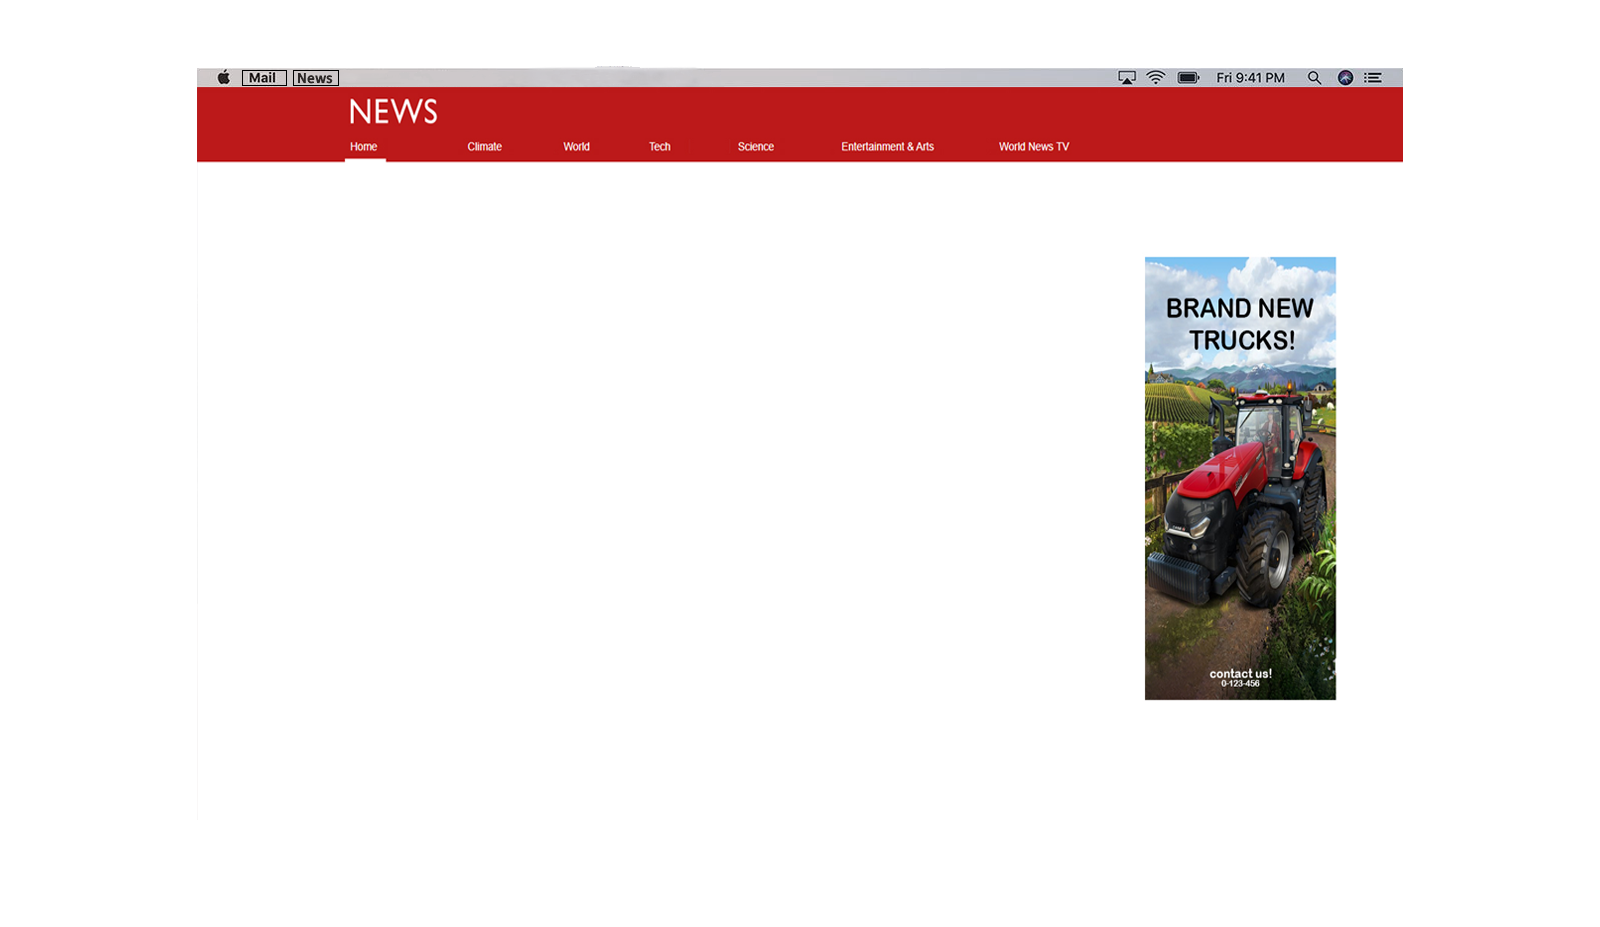 Mail News Fri 9:41 PM
NEWS
Home Climate World Tech Science Entertainment & Arts World News TV
BRAND NEW
TRUCKS!
contact us!
0-123-456